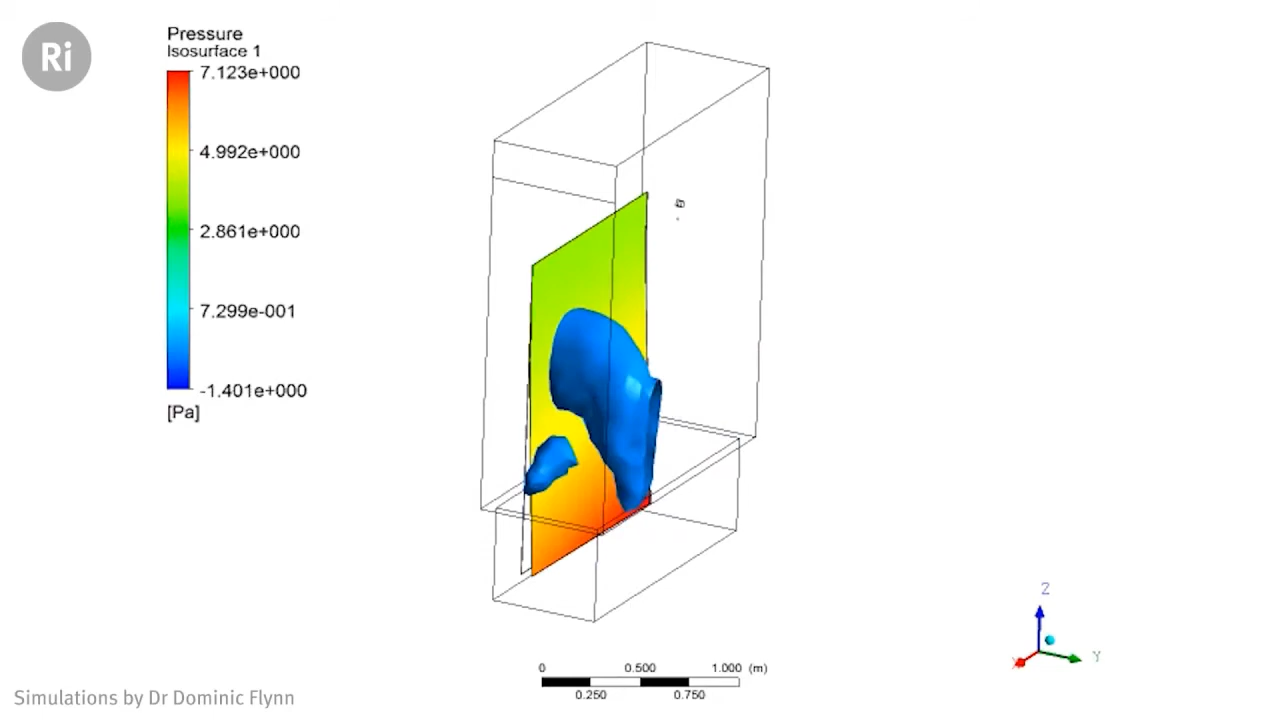 Ri
Pressure
Isosurface 1
7.123e+000
4.992e+000
2.861e+000
7.299e-001
-1.401e+000
[Pa]
0 0.500 1.000 (m)
0.250 0.750
Z
X Y
Simulations by Dr Dominic Flynn